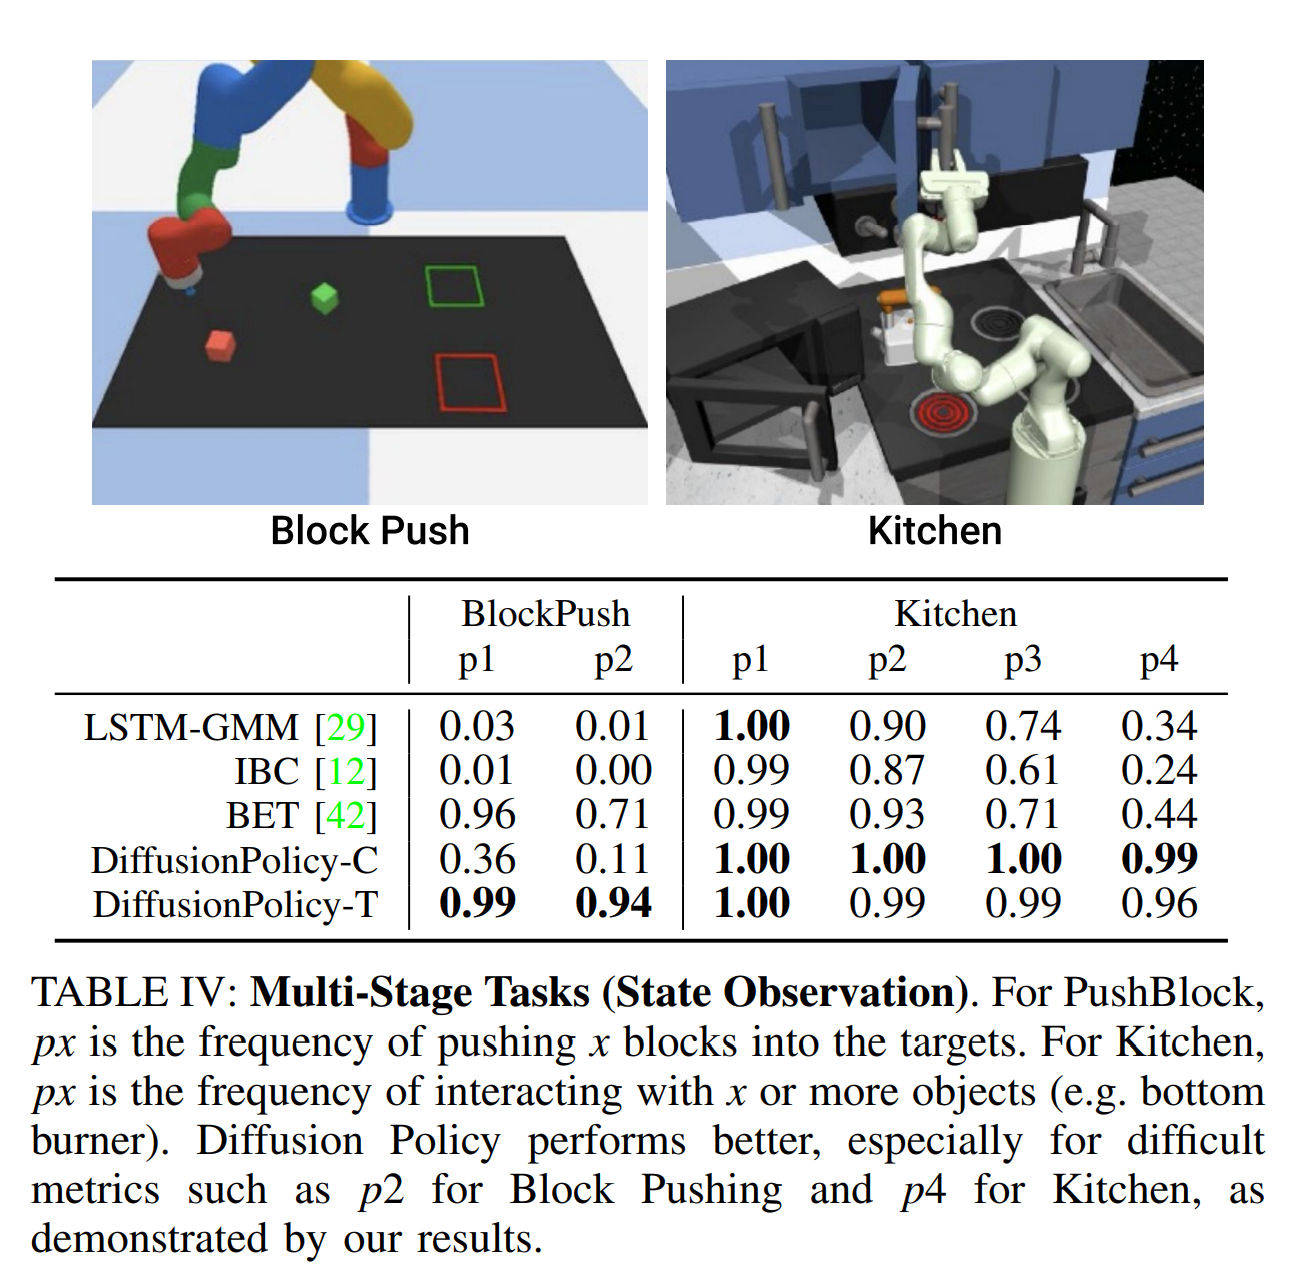 Block Push
Kitchen
BlockPush Kitchen
p1 p2 p1 p2 p3 p4
LSTM-GMM [29] 0.03 0.01 1.00 0.90 0.74 0.34
IBC [12] 0.01 0.00 0.99 0.87 0.61 0.24
BET [42] 0.96 0.71 0.99 0.93 0.71 0.44
DiffusionPolicy-C 0.36 0.11 1.00 1.00 1.00 0.99
DiffusionPolicy-T 0.99 0.94 1.00 0.99 0.99 0.96
TABLE IV: Multi-Stage Tasks (State Observation). For PushBlock,
px is the frequency of pushing x blocks into the targets. For Kitchen,
px is the frequency of interacting with x or more objects (e.g. bottom
burner). Diffusion Policy performs better, especially for difficult
metrics such as p2 for Block Pushing and p4 for Kitchen, as
demonstrated by our results.